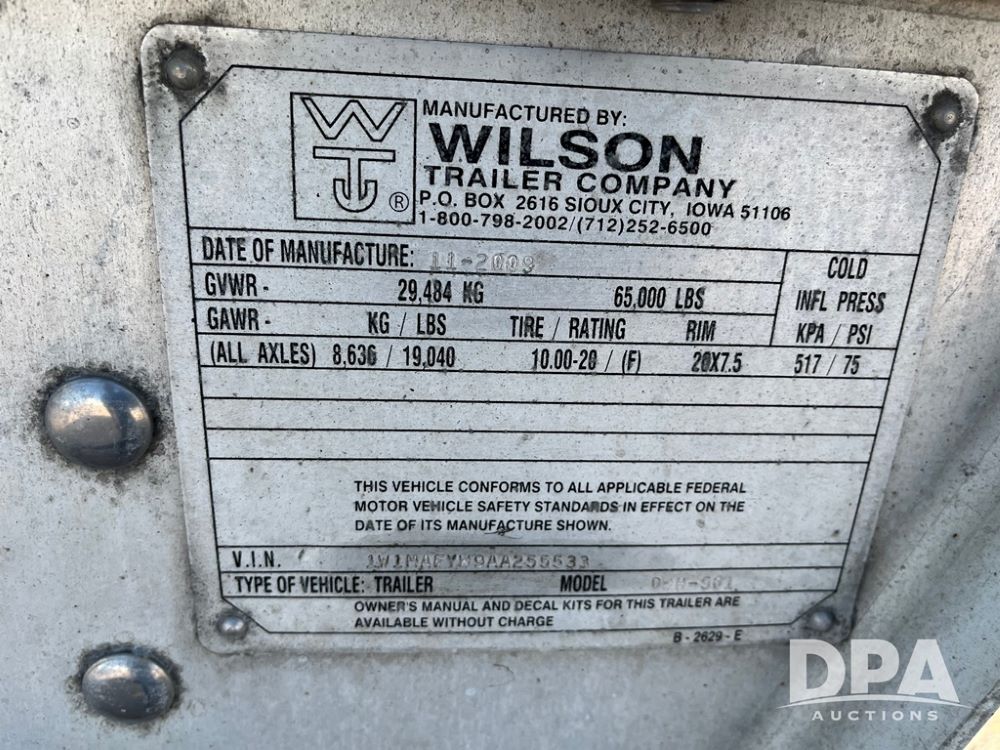 MANUFACTURED BY:
WILSON
TRAILER COMPANY
P.O. BOX 2616 SIOUX CITY, IOWA 51106
1-800-798-2002/(712)252-6500
®
DATE OF MANUFACTURE: 11-2009
COLD
GVWR - 29,484 KG 65,000 LBS INFL PRESS
GAWR - KG / LBS TIRE / RATING RIM KPA / PSI
(ALL AXLES) 8,636 / 19,040 10.00-20 / (F) 20X7.5 517 / 75
THIS VEHICLE CONFORMS TO ALL APPLICABLE FEDERAL
MOTOR VEHICLE SAFETY STANDARDS IN EFFECT ON THE
DATE OF ITS MANUFACTURE SHOWN.
V.I.N.
TYPE OF VEHICLE: TRAILER MODEL
OWNER'S MANUAL AND DECAL KITS FOR THIS TRAILER ARE
AVAILABLE WITHOUT CHARGE
B - 2629 - E
DPA
AUCTIONS